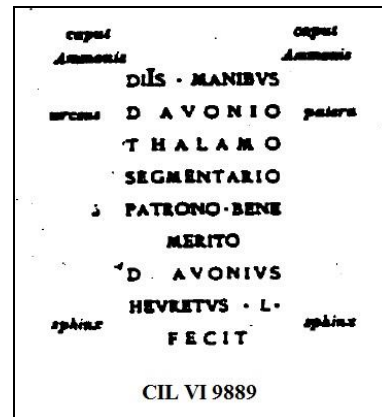 caput caput
Ammonis Ammonis
DIIS · MANIBVS
urceus D AVONIO patera
THALAMO
SEGMENTARIO
5 PATRONO · BENE
MERITO
D AVONIVS
HEVRETVS · L ·
sphinx sphinx
FECIT
CIL VI 9889